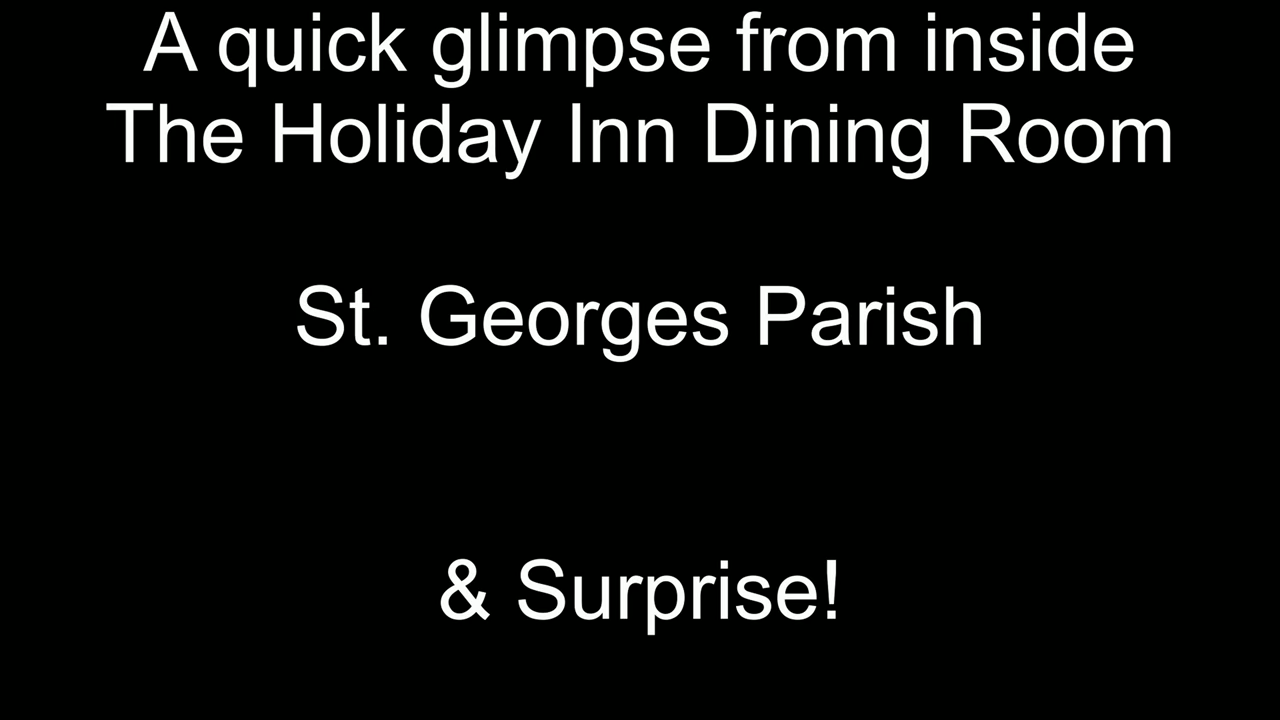 A quick glimpse from inside
The Holiday Inn Dining Room
St. Georges Parish
& Surprise!